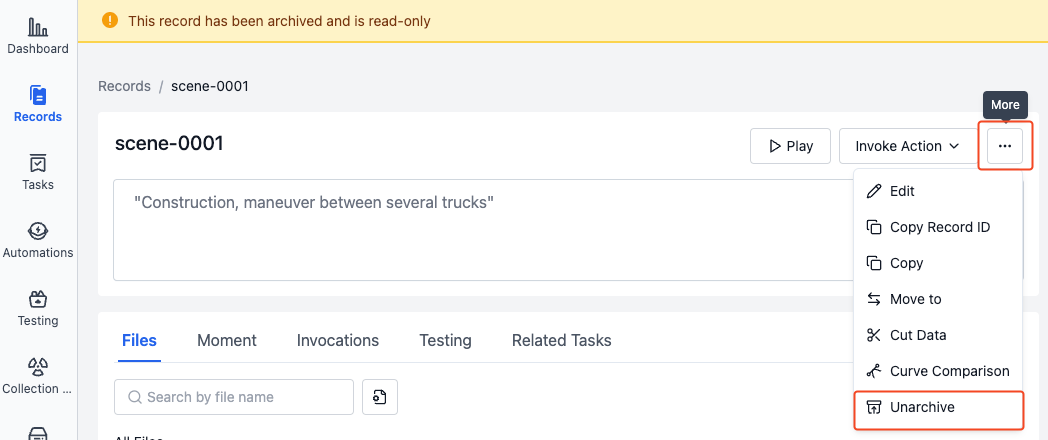 This record has been archived and is read-only
Dashboard
Records
Tasks
Automations
Testing
Collection ...
Records / scene-0001
More
scene-0001
Play
Invoke Action
"Construction, maneuver between several trucks"
Edit
Copy Record ID
Copy
Move to
Cut Data
Curve Comparison
Unarchive
Files
Moment
Invocations
Testing
Related Tasks
Search by file name
All Files